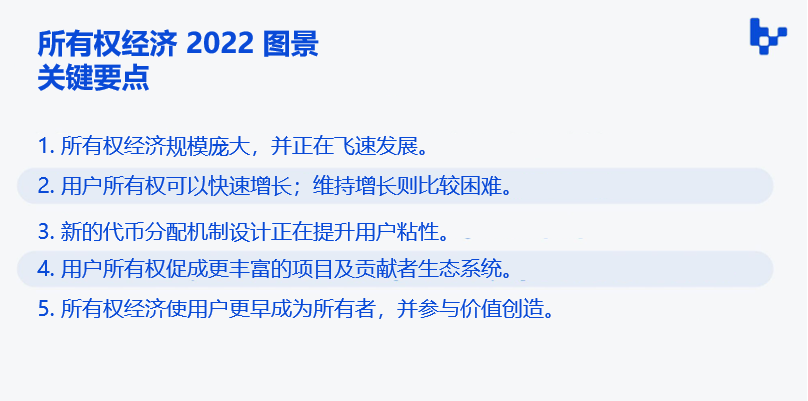 所有权经济 2022 图景
关键要点
1. 所有权经济规模庞大，并正在飞速发展。
2. 用户所有权可以快速增长；维持增长则比较困难。
3. 新的代币分配机制设计正在提升用户粘性。
4. 用户所有权促成更丰富的项目及贡献者生态系统。
5. 所有权经济使用户更早成为所有者，并参与价值创造。